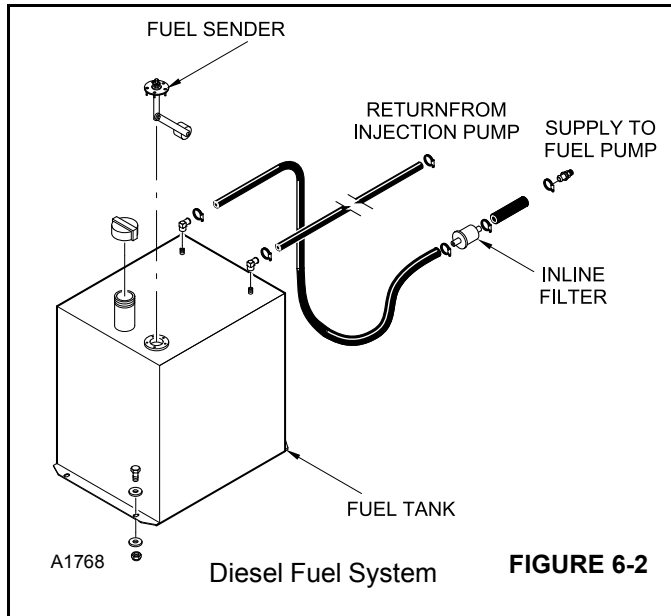 FUEL SENDER
RETURNFROM
INJECTION PUMP
SUPPLY TO
FUEL PUMP
INLINE
FILTER
FUEL TANK
A1768
Diesel Fuel System
FIGURE 6-2